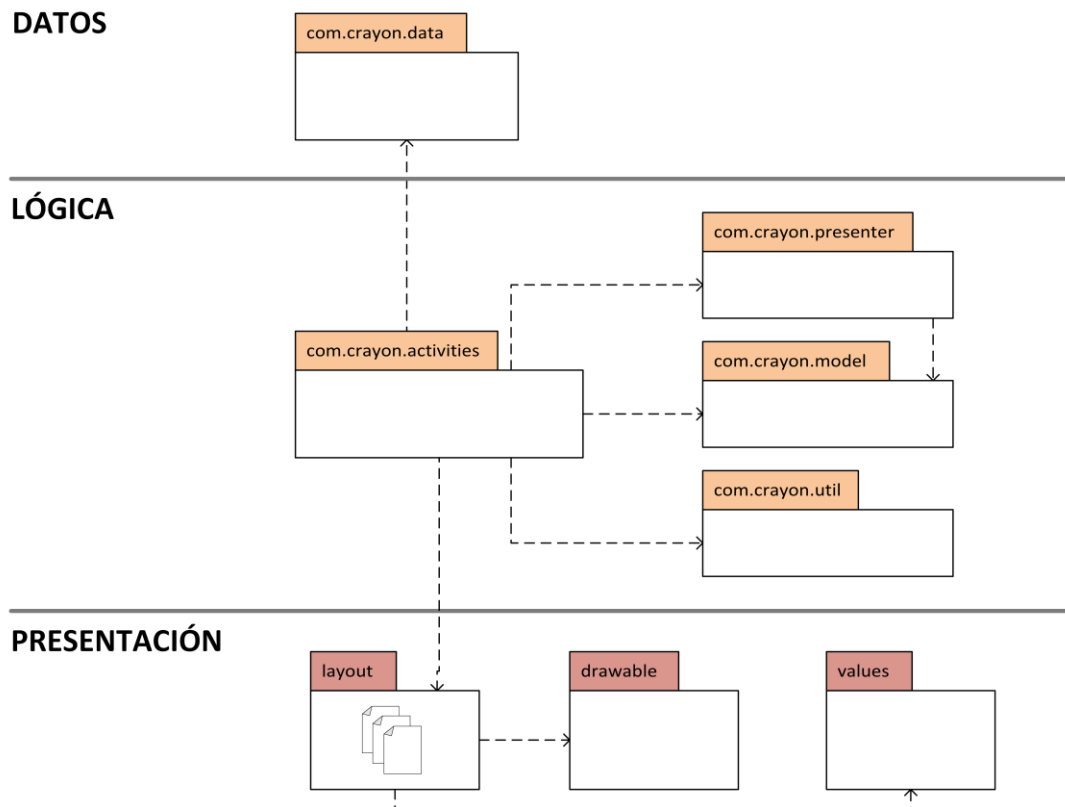 DATOS
com.crayon.data
LÓGICA
com.crayon.presenter
com.crayon.activities
com.crayon.model
com.crayon.util
PRESENTACIÓN
layout
drawable
values